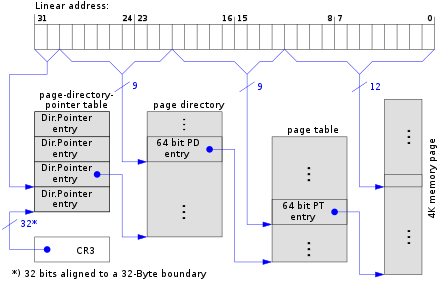 Linear address:
31 24 23 16 15 8 7 0
9 9 12
page-directory-
pointer table
page directory
page table
4K memory page
Dir.Pointer
entry
Dir.Pointer
entry
Dir.Pointer
entry
Dir.Pointer
entry
64 bit PD
entry
64 bit PT
entry
32*
CR3
*) 32 bits aligned to a 32-Byte boundary